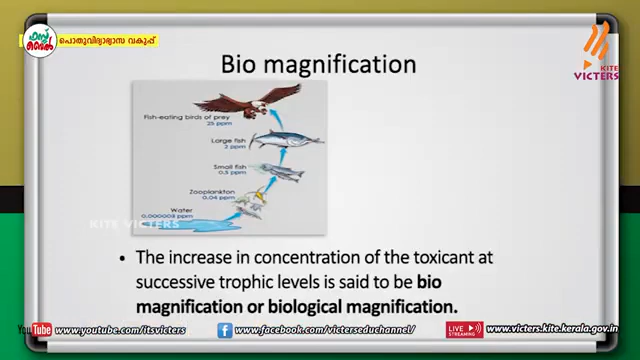 ഫസ്റ്റ്
ബെൽ
പൊതുവിദ്യാഭ്യാസ വകുപ്പ്
KITE
VICTERS
Bio magnification
Fish-eating birds of prey
25 ppm
Large fish
2 ppm
Small fish
0.5 ppm
Zooplankton
0.04 ppm
Water
0.000003 ppm
KITE VICTERS
• The increase in concentration of the toxicant at
successive trophic levels is said to be bio
magnification or biological magnification.
YouTube www.youtube.com/itsvicters
f www.facebook.com/victerseduchannel/
LIVE STREAMING www.victers.kite.kerala.gov.in